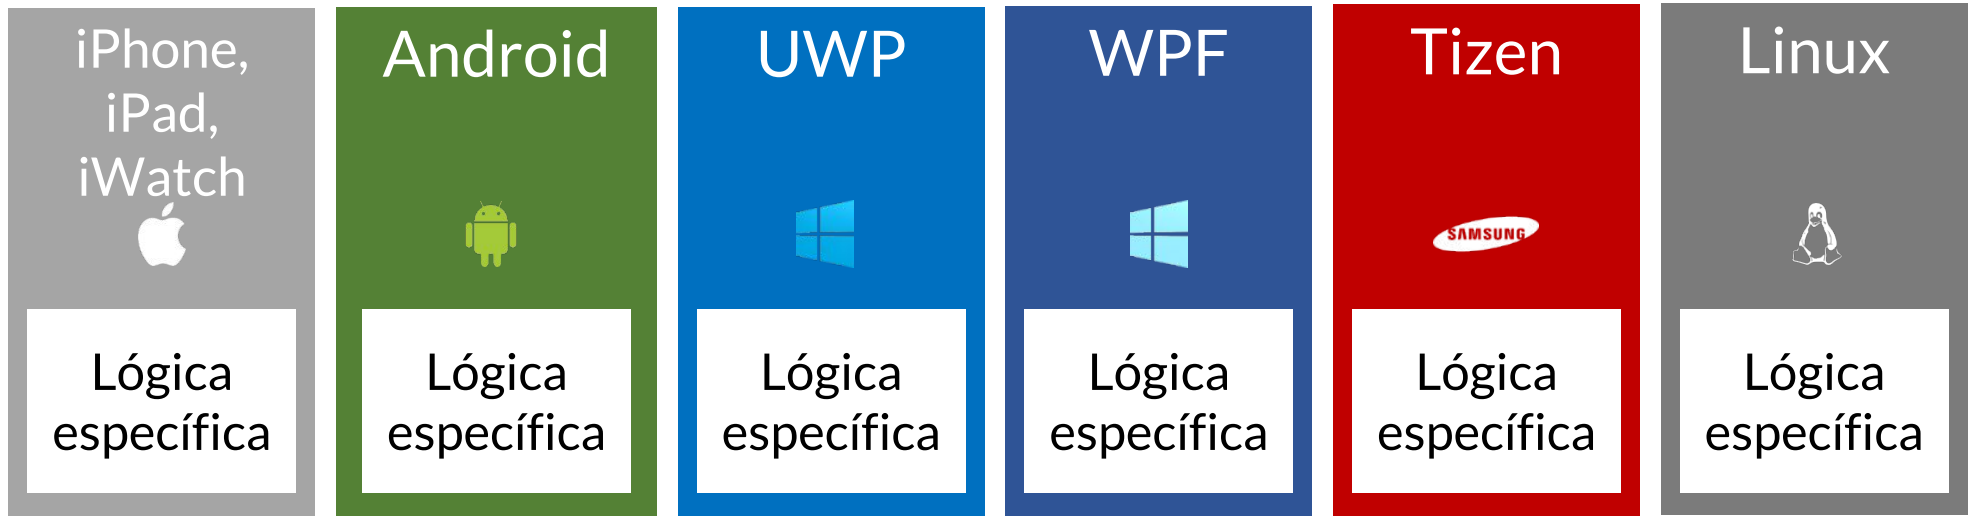 iPhone,
iPad,
iWatch
Lógica
específica
Android
Lógica
específica
UWP
Lógica
específica
WPF
Lógica
específica
Tizen
SAMSUNG
Lógica
específica
Linux
Lógica
específica